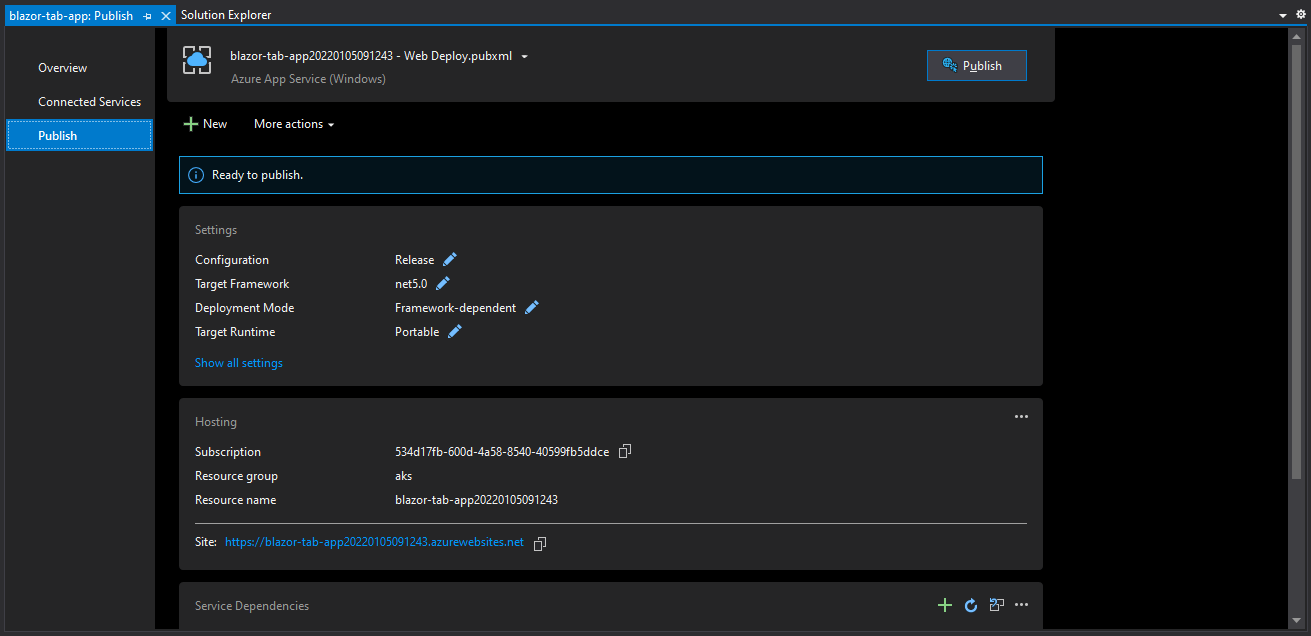 blazor-tab-app: Publish
Solution Explorer
Overview
Connected Services
Publish
blazor-tab-app20220105091243 - Web Deploy.pubxml
Azure App Service (Windows)
Publish
New
More actions
Ready to publish.
Settings
Configuration Release
Target Framework net5.0
Deployment Mode Framework-dependent
Target Runtime Portable
Show all settings
Hosting
Subscription 534d17fb-600d-4a58-8540-40599fb5ddce
Resource group aks
Resource name blazor-tab-app20220105091243
Site: https://blazor-tab-app20220105091243.azurewebsites.net
Service Dependencies